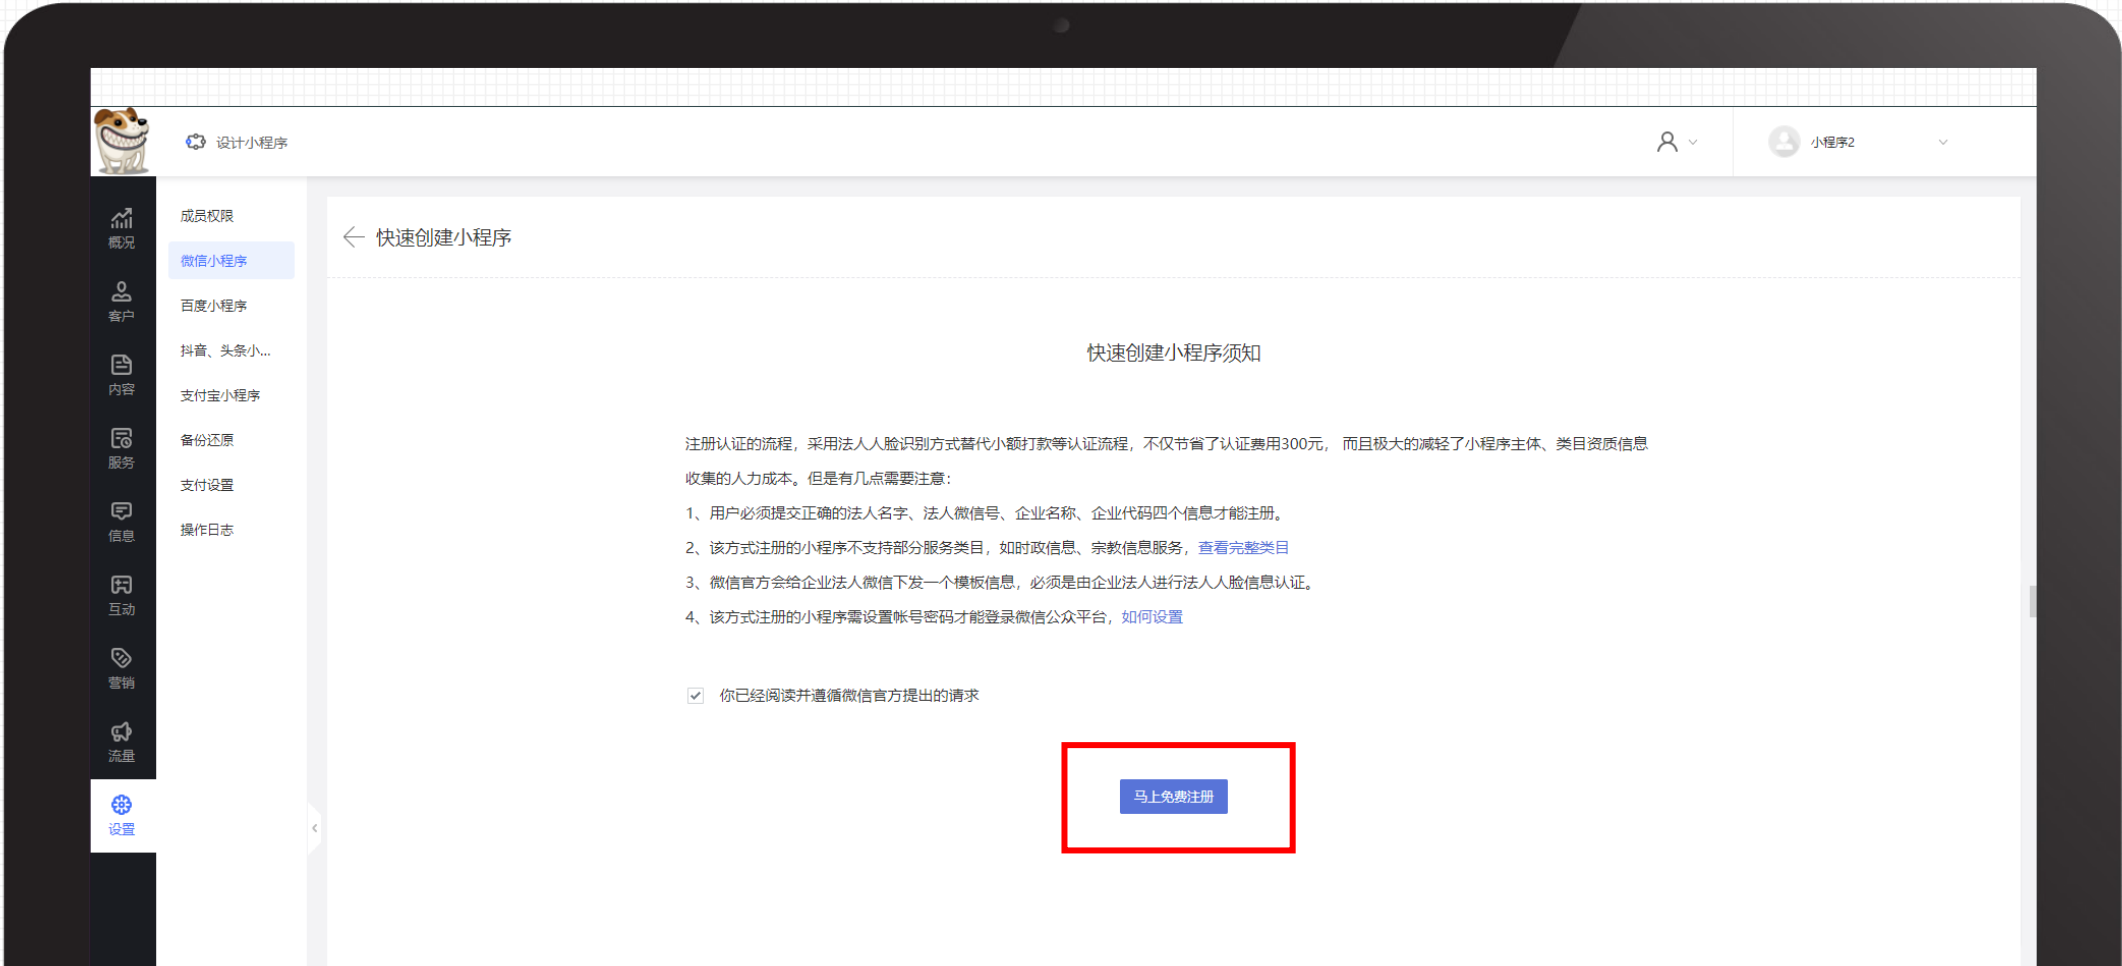 设计小程序
小程序2
概况
客户
内容
服务
信息
互动
营销
流量
设置
成员权限
微信小程序
百度小程序
抖音、头条小...
支付宝小程序
备份还原
支付设置
操作日志
快速创建小程序
快速创建小程序须知
注册认证的流程，采用法人人脸识别方式替代小额打款等认证流程，不仅节省了认证费用300元， 而且极大的减轻了小程序主体、类目资质信息
收集的人力成本。但是有几点需要注意：
1、用户必须提交正确的法人名字、法人微信号、企业名称、企业代码四个信息才能注册。
2、该方式注册的小程序不支持部分服务类目，如时政信息、宗教信息服务，查看完整类目
3、微信官方会给企业法人微信下发一个模板信息，必须是由企业法人进行法人人脸信息认证。
4、该方式注册的小程序需设置帐号密码才能登录微信公众平台，如何设置
你已经阅读并遵循微信官方提出的请求
马上免费注册